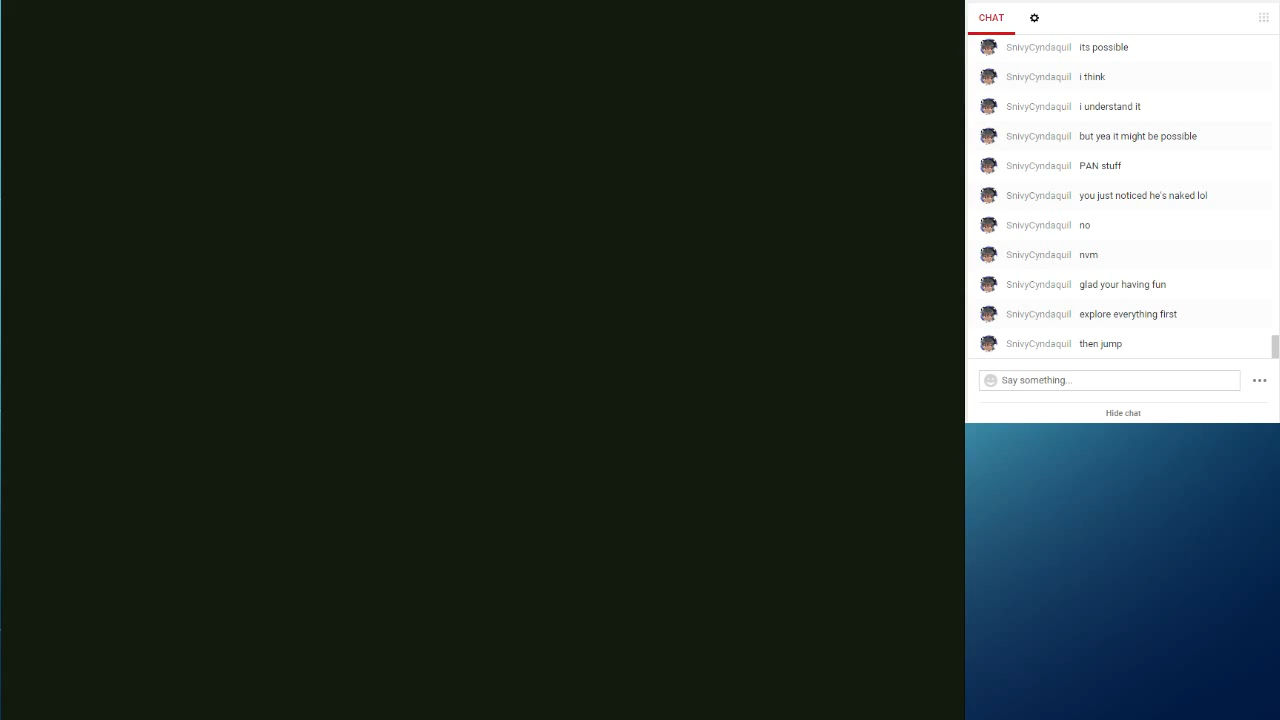 CHAT
SnivyCyndaquil its possible
SnivyCyndaquil i think
SnivyCyndaquil i understand it
SnivyCyndaquil but yea it might be possible
SnivyCyndaquil PAN stuff
SnivyCyndaquil you just noticed he's naked lol
SnivyCyndaquil no
SnivyCyndaquil nvm
SnivyCyndaquil glad your having fun
SnivyCyndaquil explore everything first
SnivyCyndaquil then jump
Say something...
Hide chat